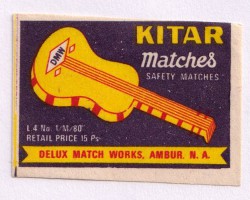 KITAR
matches
SAFETY MATCHES
DMW
L.4 No. 1/M/80
RETAIL PRICE 15 Ps.
DELUX MATCH WORKS, AMBUR. N. A.